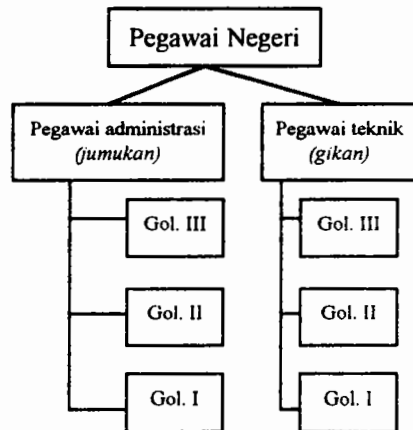 Pegawai Negeri
Pegawai administrasi
(jumukan)
Pegawai teknik
(gikan)
Gol. III
Gol. III
Gol. II
Gol. II
Gol. I
Gol. I